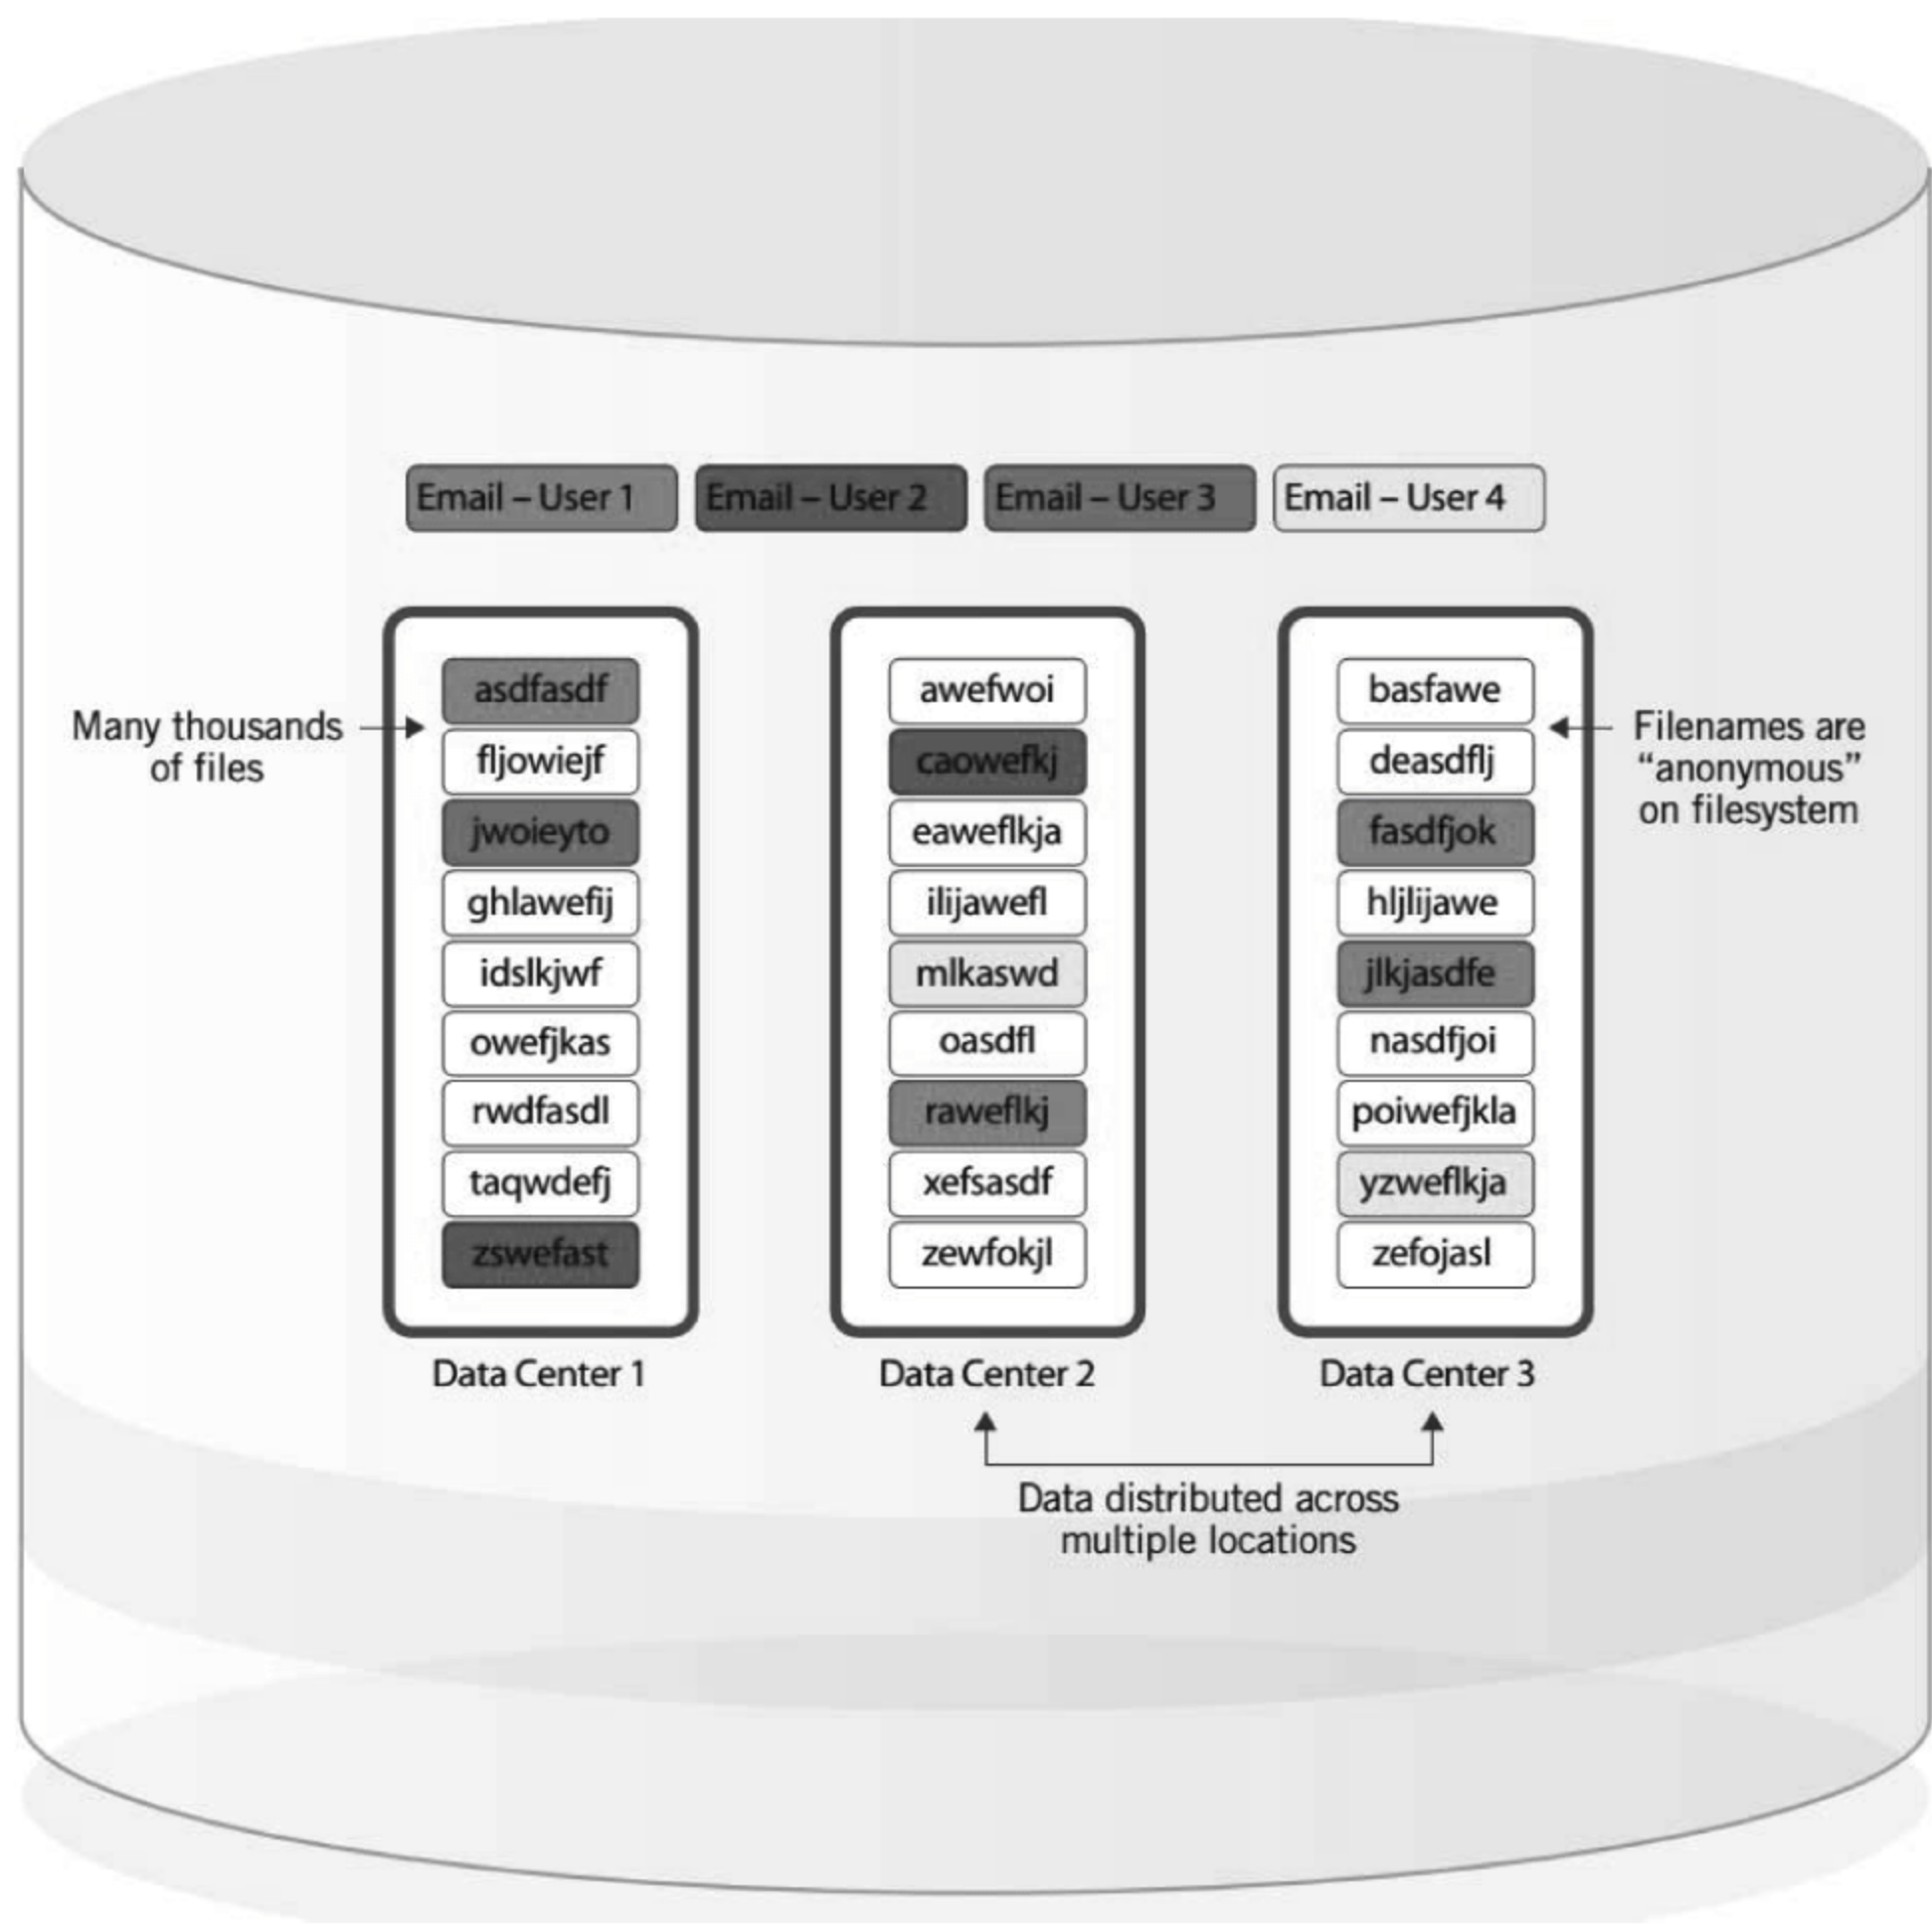 Email – User 1
Email – User 2
Email – User 3
Email – User 4
Many thousands
of files
asdfasdf
fljowiejf
jwoieyto
ghlawefij
idslkjwf
owefjkas
rwdfasdl
taqwdefj
zswefast
Data Center 1
awefwoi
caowefkj
eaweflkja
ilijawefl
mlkaswd
oasdfl
raweflkj
xefsasdf
zewfokjl
Data Center 2
basfawe
deasdflj
fasdfjok
hljlijawe
jlkjasdfe
nasdfjoi
poiwefjkla
yzweflkja
zefojasl
Data Center 3
Filenames are
“anonymous”
on filesystem
Data distributed across
multiple locations